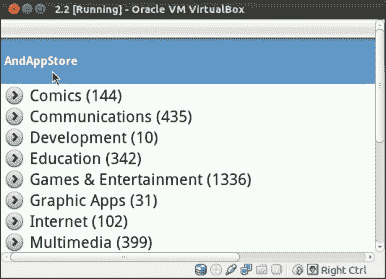 2.2 [Running] - Oracle VM VirtualBox
AndAppStore
Comics (144)
Communications (435)
Development (10)
Education (342)
Games & Entertainment (1336)
Graphic Apps (31)
Internet (102)
Multimedia (399)
Right Ctrl